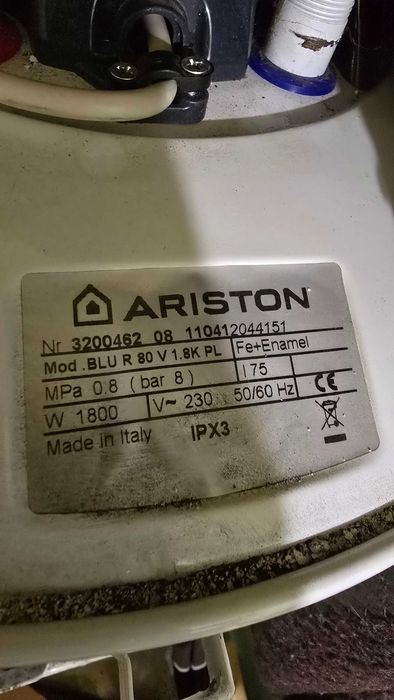 ARISTON
Nr 3200462 08 110412044151
Mod .BLU R 80 V 1.8K PL Fe+Enamel
MPa 0.8 ( bar 8) l 75
W 1800 V~ 230 50/60 Hz CE
Made in Italy IPX3